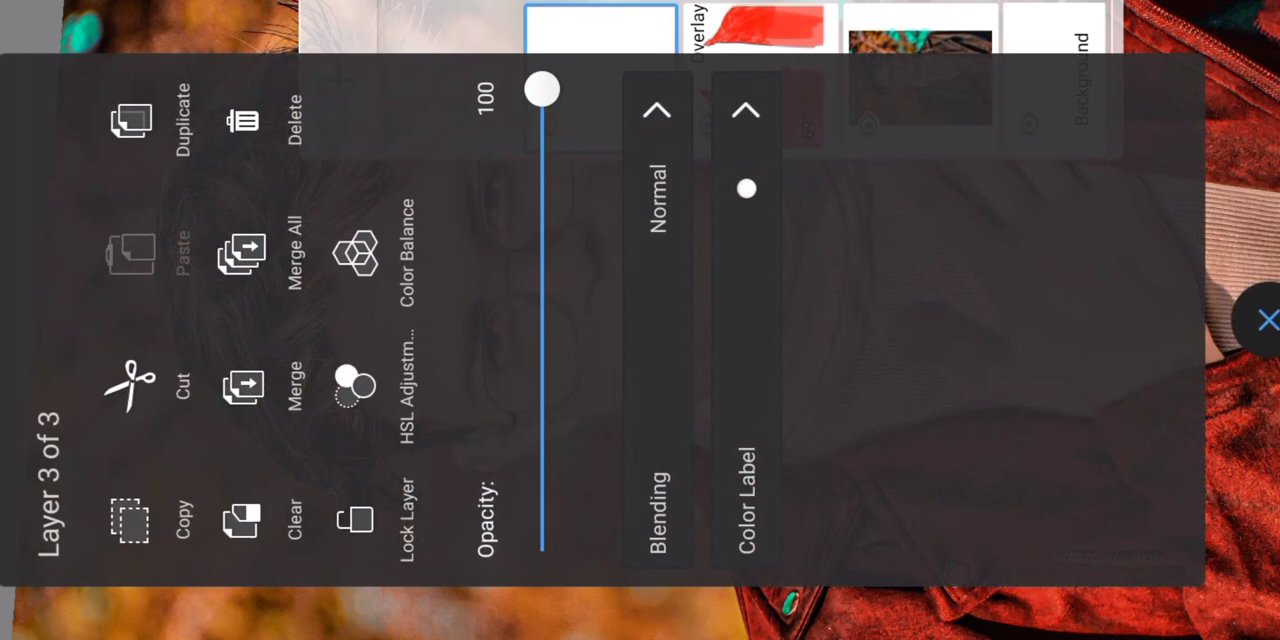 Layer 3 of 3
Copy
Cut
Paste
Duplicate
Clear
Merge
Merge All
Delete
Lock Layer
HSL Adjustm...
Color Balance
Opacity:
100
Blending
Normal
Color Label
Background